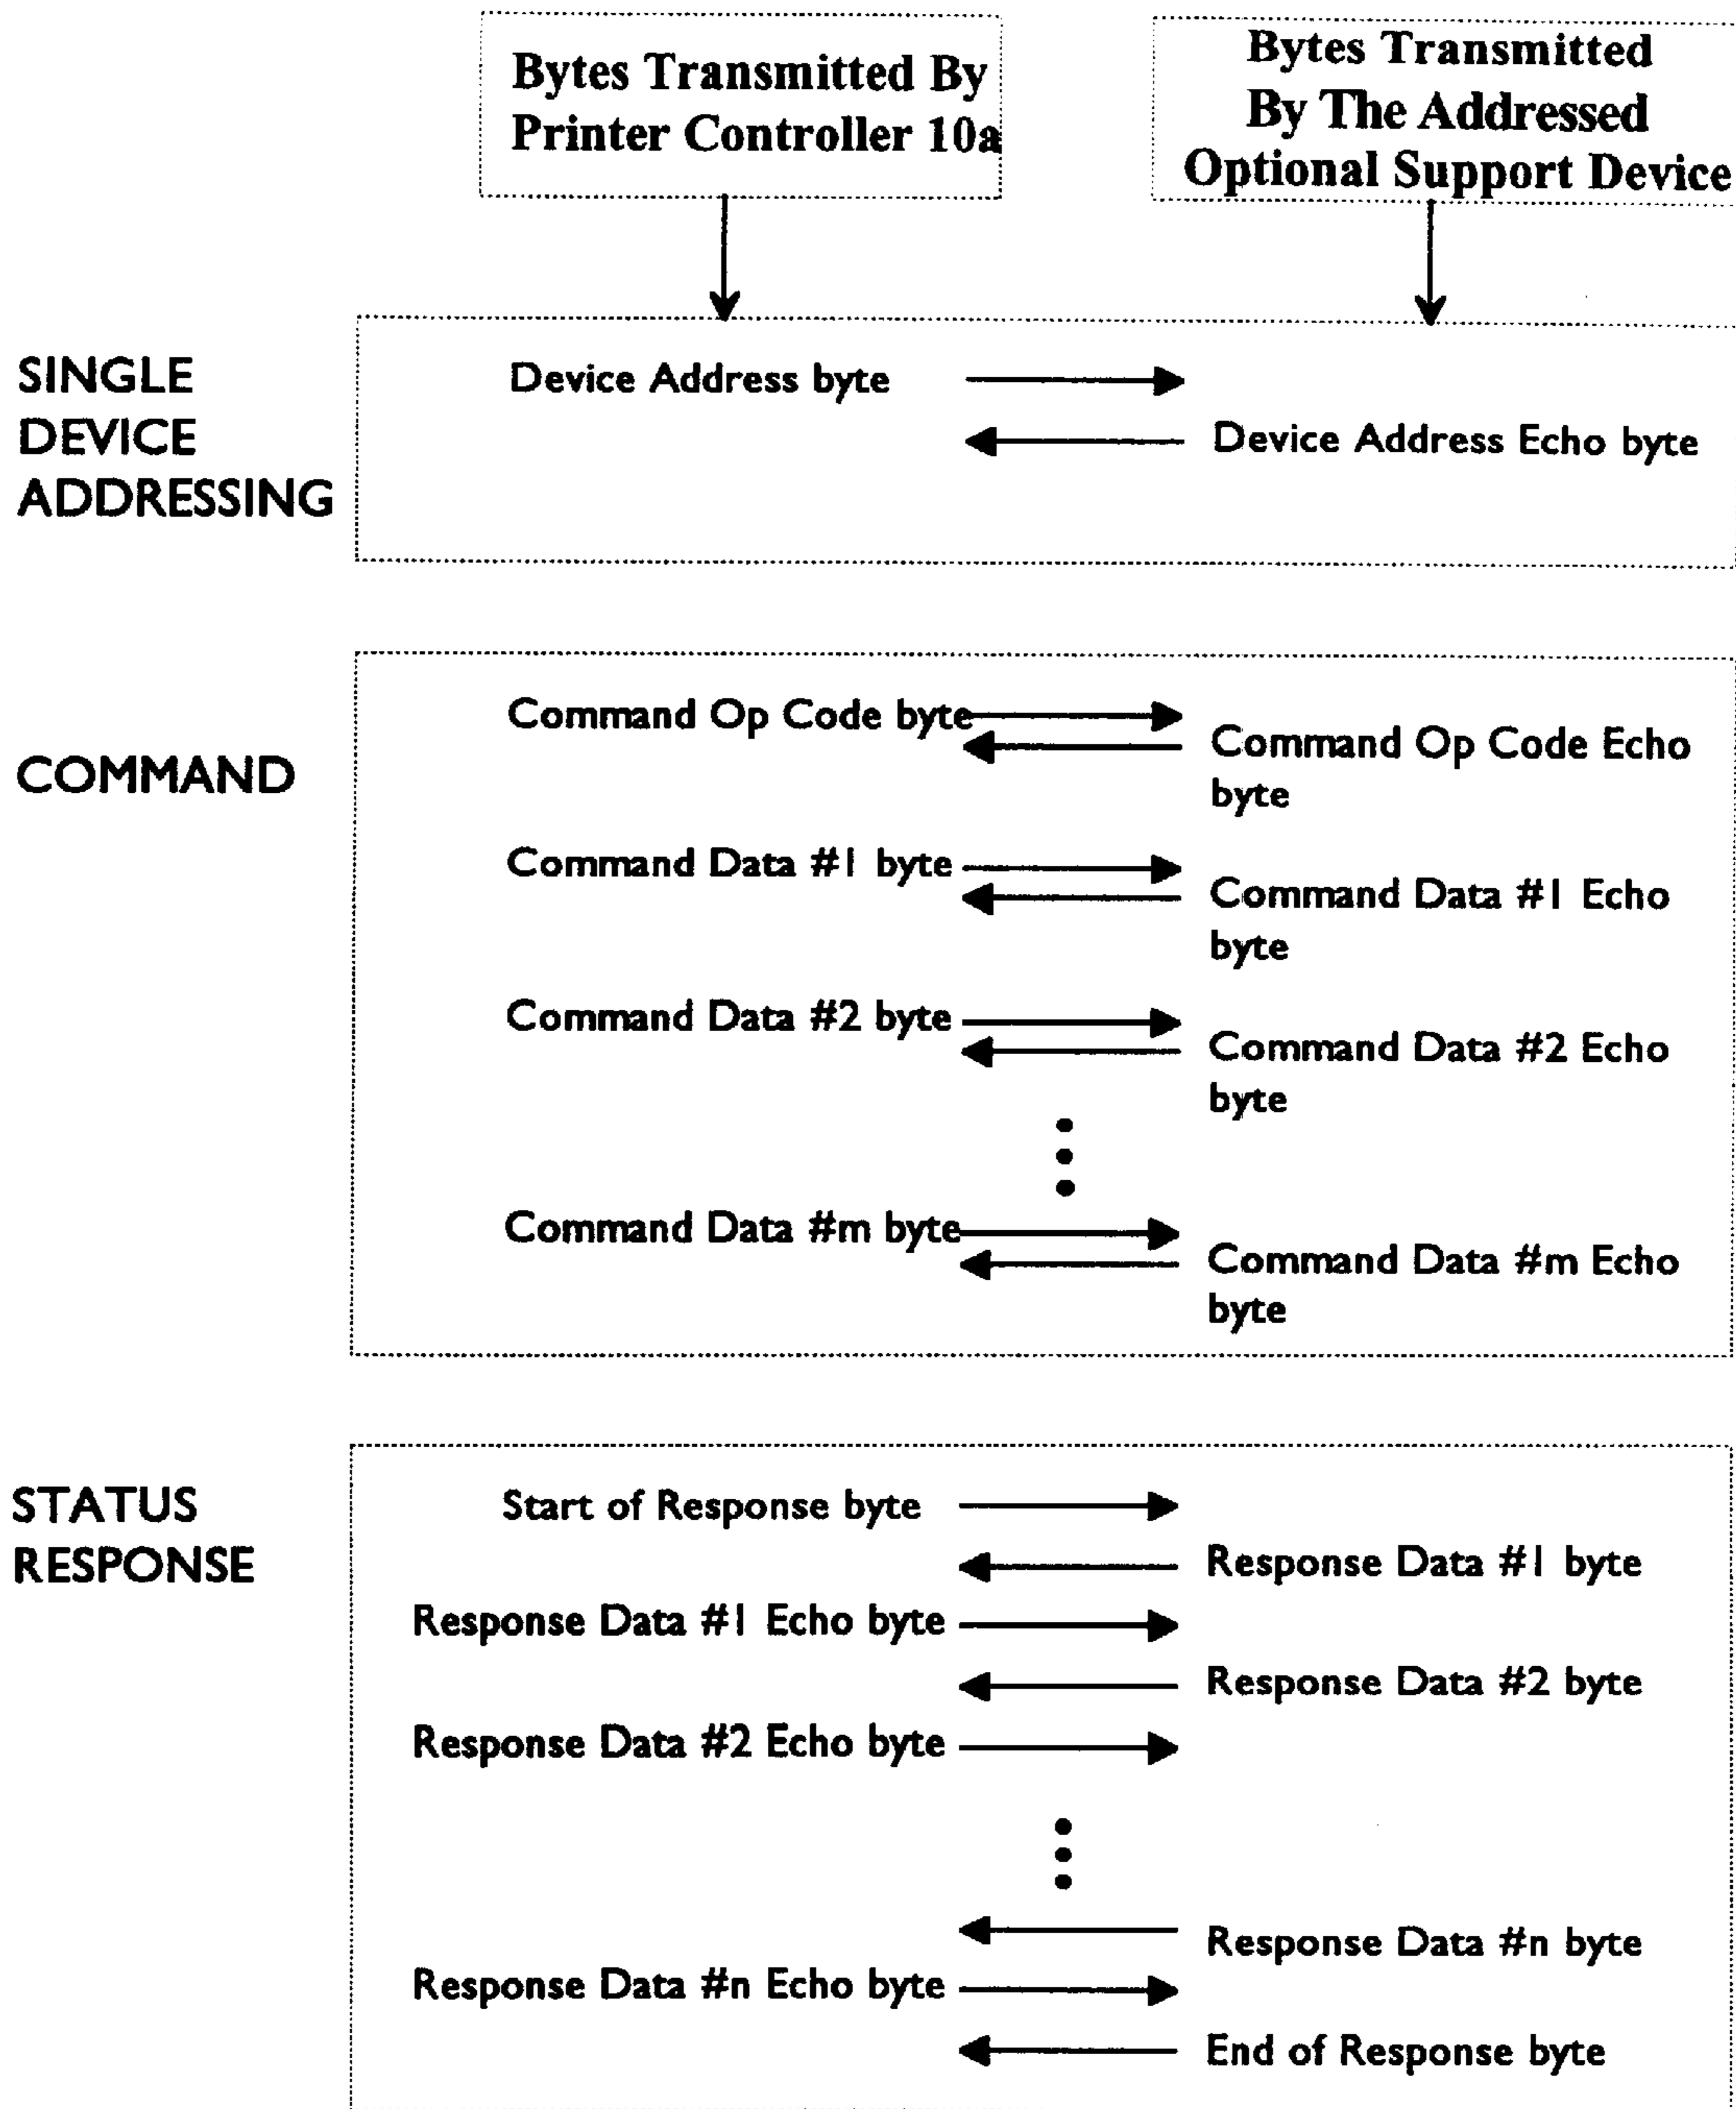 Bytes Transmitted By
Printer Controller 10a
Bytes Transmitted
By The Addressed
Optional Support Device
SINGLE
DEVICE
ADDRESSING
Device Address byte
Device Address Echo byte
COMMAND
Command Op Code byte
Command Op Code Echo
byte
Command Data #1 byte
Command Data #1 Echo
byte
Command Data #2 byte
Command Data #2 Echo
byte
Command Data #m byte
Command Data #m Echo
byte
STATUS
RESPONSE
Start of Response byte
Response Data #1 byte
Response Data #1 Echo byte
Response Data #2 byte
Response Data #2 Echo byte
Response Data #n byte
Response Data #n Echo byte
End of Response byte